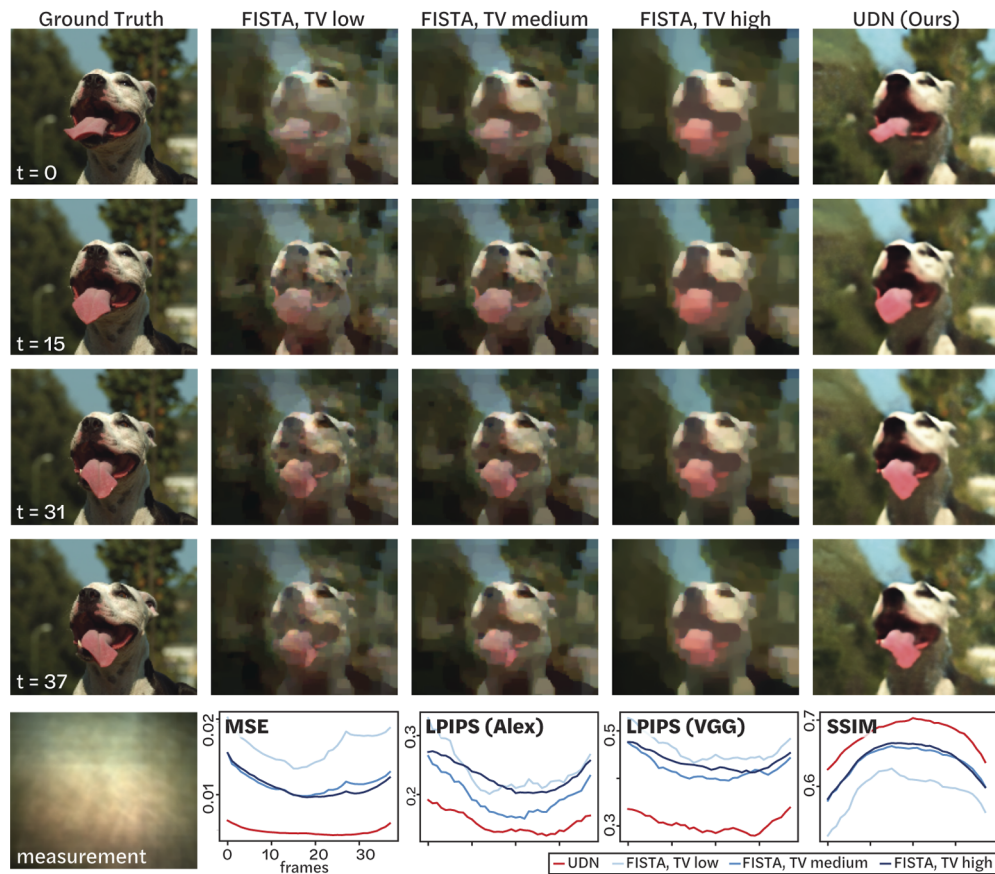 Ground Truth
FISTA, TV low
FISTA, TV medium
FISTA, TV high
UDN (Ours)
t = 0
t = 15
t = 31
t = 37
measurement
MSE
0.02
0.01
0
10
20
30
frames
LPIPS (Alex)
0.3
0.2
LPIPS (VGG)
0.5
0.3
SSIM
0.7
0.6
UDN
FISTA, TV low
FISTA, TV medium
FISTA, TV high